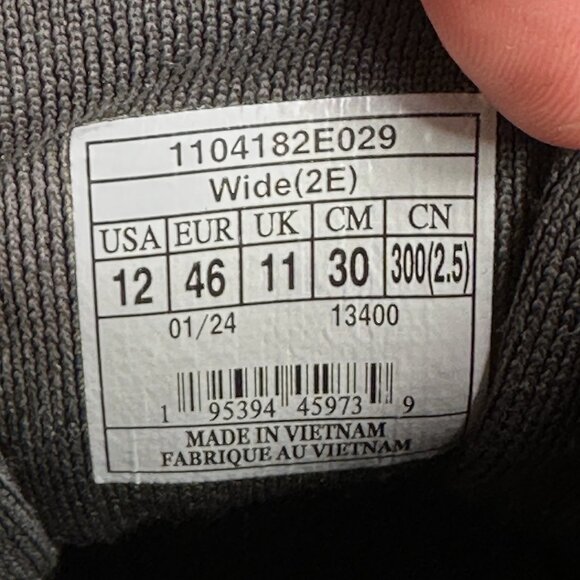 1104182E029
Wide(2E)
USA EUR UK CM CN
12 46 11 30 300(2.5)
01/24 13400
1 95394 45973 9
MADE IN VIETNAM
FABRIQUE AU VIETNAM